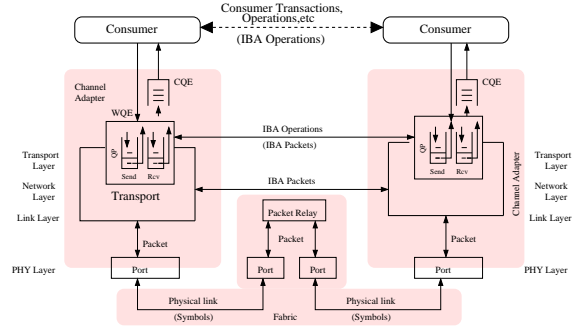 Consumer Transactions,
Operations,etc
(IBA Operations)
Consumer
Consumer
Channel
Adapter
CQE
CQE
WQE
QP
Send
Rcv
Transport
IBA Operations
(IBA Packets)
QP
Send
Rcv
Channel Adapter
Transport
Layer
Network
Layer
Link Layer
IBA Packets
Transport
Layer
Network
Layer
Link Layer
Packet Relay
Packet
Packet
Packet
PHY Layer
Port
Port
Port
Port
PHY Layer
Physical link
(Symbols)
Fabric
Physical link
(Symbols)